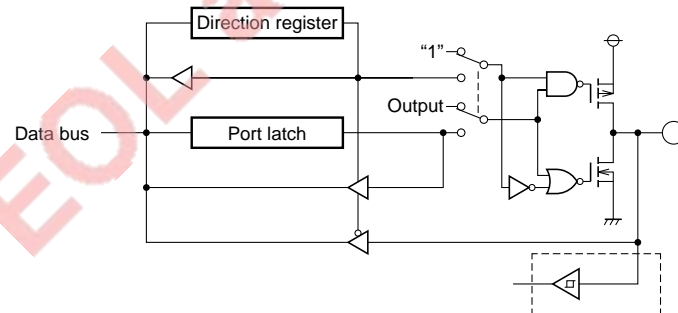 Direction register
“1”
Output
Data bus
Port latch
EOL a